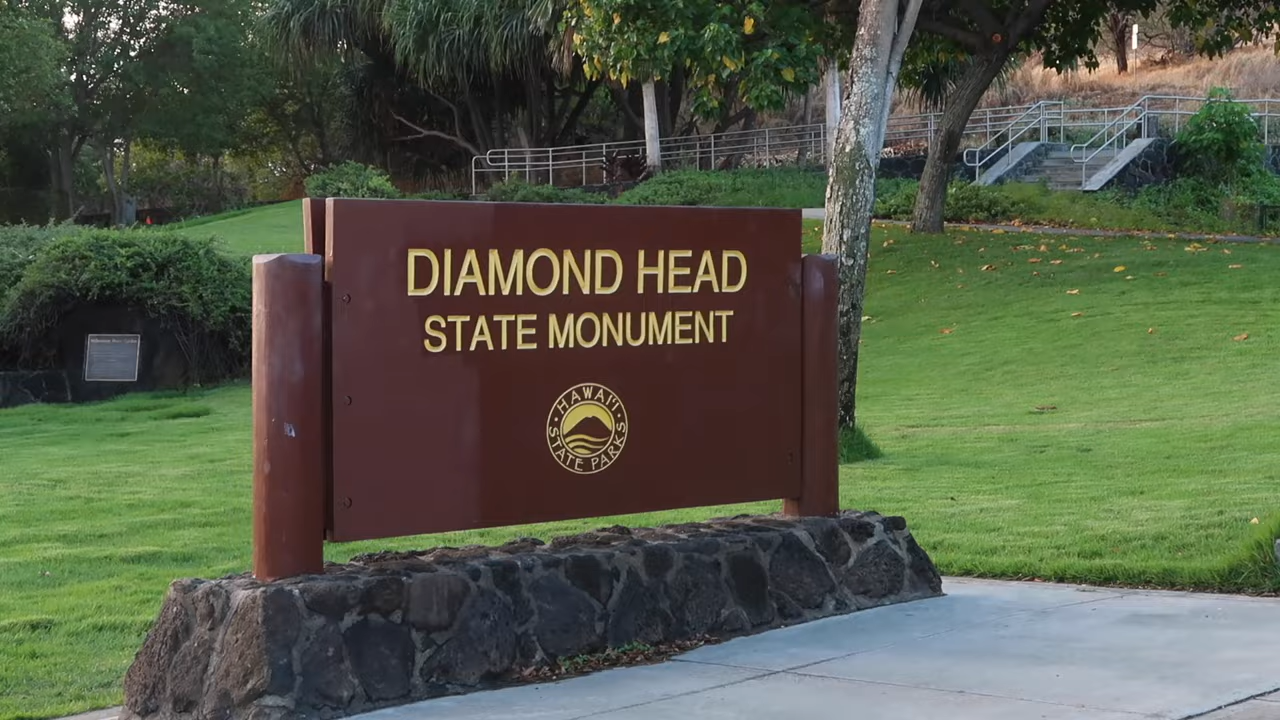 DIAMOND HEAD
STATE MONUMENT
HAWAI'I
STATE PARKS